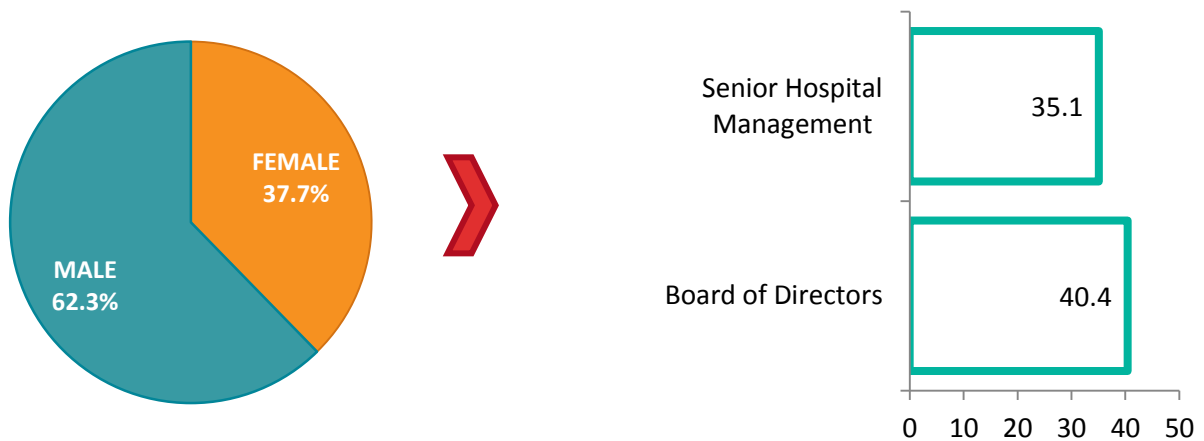 FEMALE
37.7%
MALE
62.3%
Senior Hospital
Management
35.1
Board of Directors
40.4
0 10 20 30 40 50